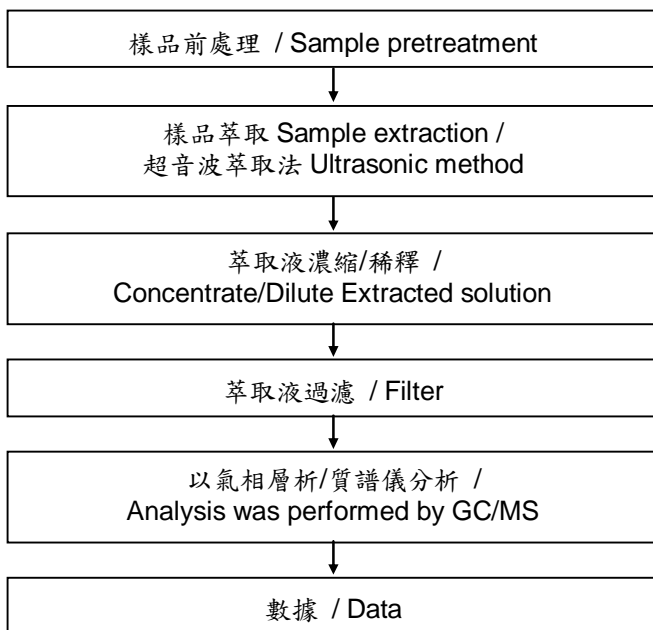 樣品前處理 / Sample pretreatment
樣品萃取 Sample extraction /
超音波萃取法 Ultrasonic method
萃取液濃縮/稀釋 /
Concentrate/Dilute Extracted solution
萃取液過濾 / Filter
以氣相層析/質譜儀分析 /
Analysis was performed by GC/MS
數據 / Data